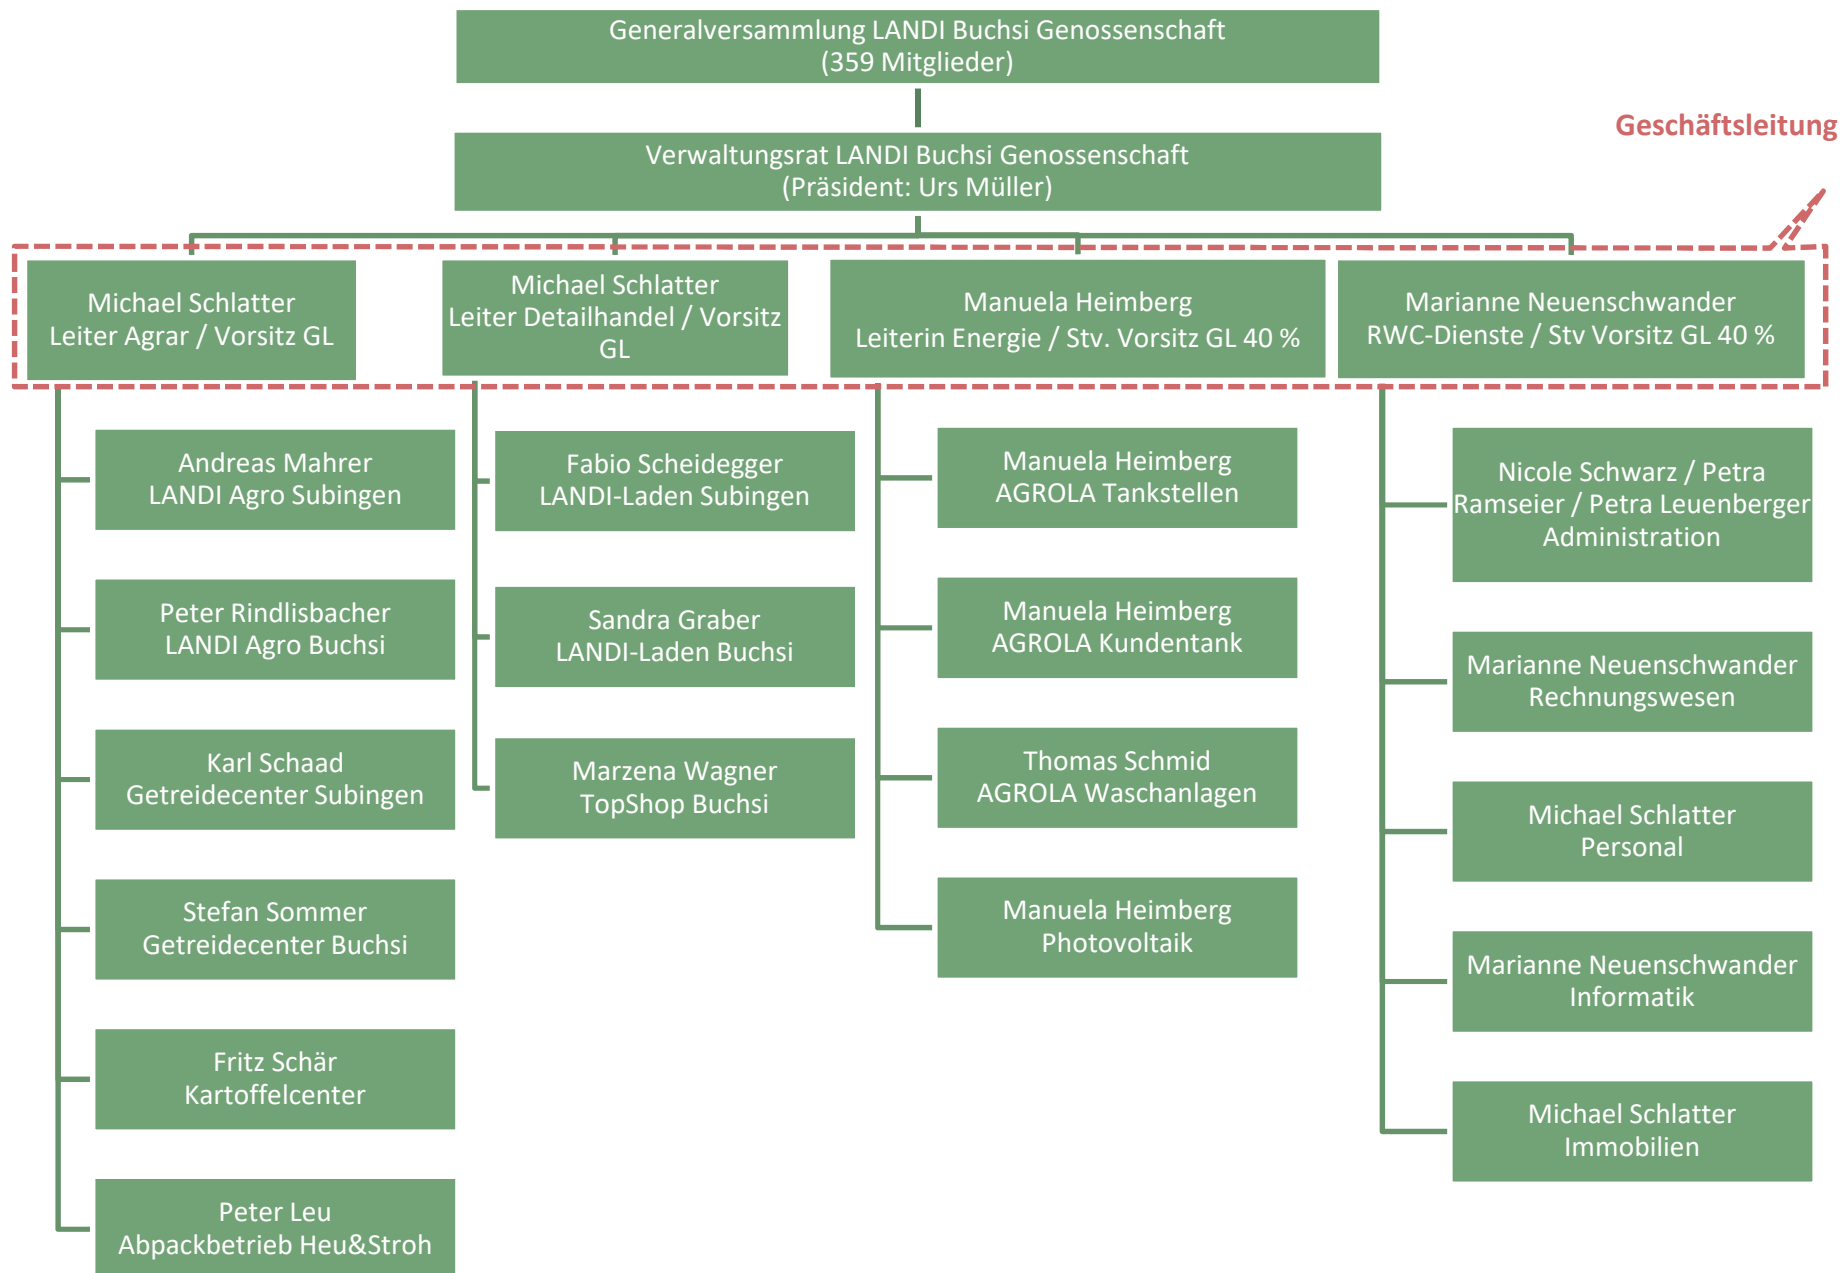 Generalversammlung LANDI Buchsi Genossenschaft
(359 Mitglieder)
Geschäftsleitung
Verwaltungsrat LANDI Buchsi Genossenschaft
(Präsident: Urs Müller)
Michael Schlatter
Leiter Agrar / Vorsitz GL
Michael Schlatter
Leiter Detailhandel / Vorsitz
GL
Manuela Heimberg
Leiterin Energie / Stv. Vorsitz GL 40 %
Marianne Neuenschwander
RWC-Dienste / Stv Vorsitz GL 40 %
Andreas Mahrer
LANDI Agro Subingen
Peter Rindlisbacher
LANDI Agro Buchsi
Karl Schaad
Getreidecenter Subingen
Stefan Sommer
Getreidecenter Buchsi
Fritz Schär
Kartoffelcenter
Peter Leu
Abpackbetrieb Heu&Stroh
Fabio Scheidegger
LANDI-Laden Subingen
Sandra Graber
LANDI-Laden Buchsi
Marzena Wagner
TopShop Buchsi
Manuela Heimberg
AGROLA Tankstellen
Manuela Heimberg
AGROLA Kundentank
Thomas Schmid
AGROLA Waschanlagen
Manuela Heimberg
Photovoltaik
Nicole Schwarz / Petra
Ramseier / Petra Leuenberger
Administration
Marianne Neuenschwander
Rechnungswesen
Michael Schlatter
Personal
Marianne Neuenschwander
Informatik
Michael Schlatter
Immobilien